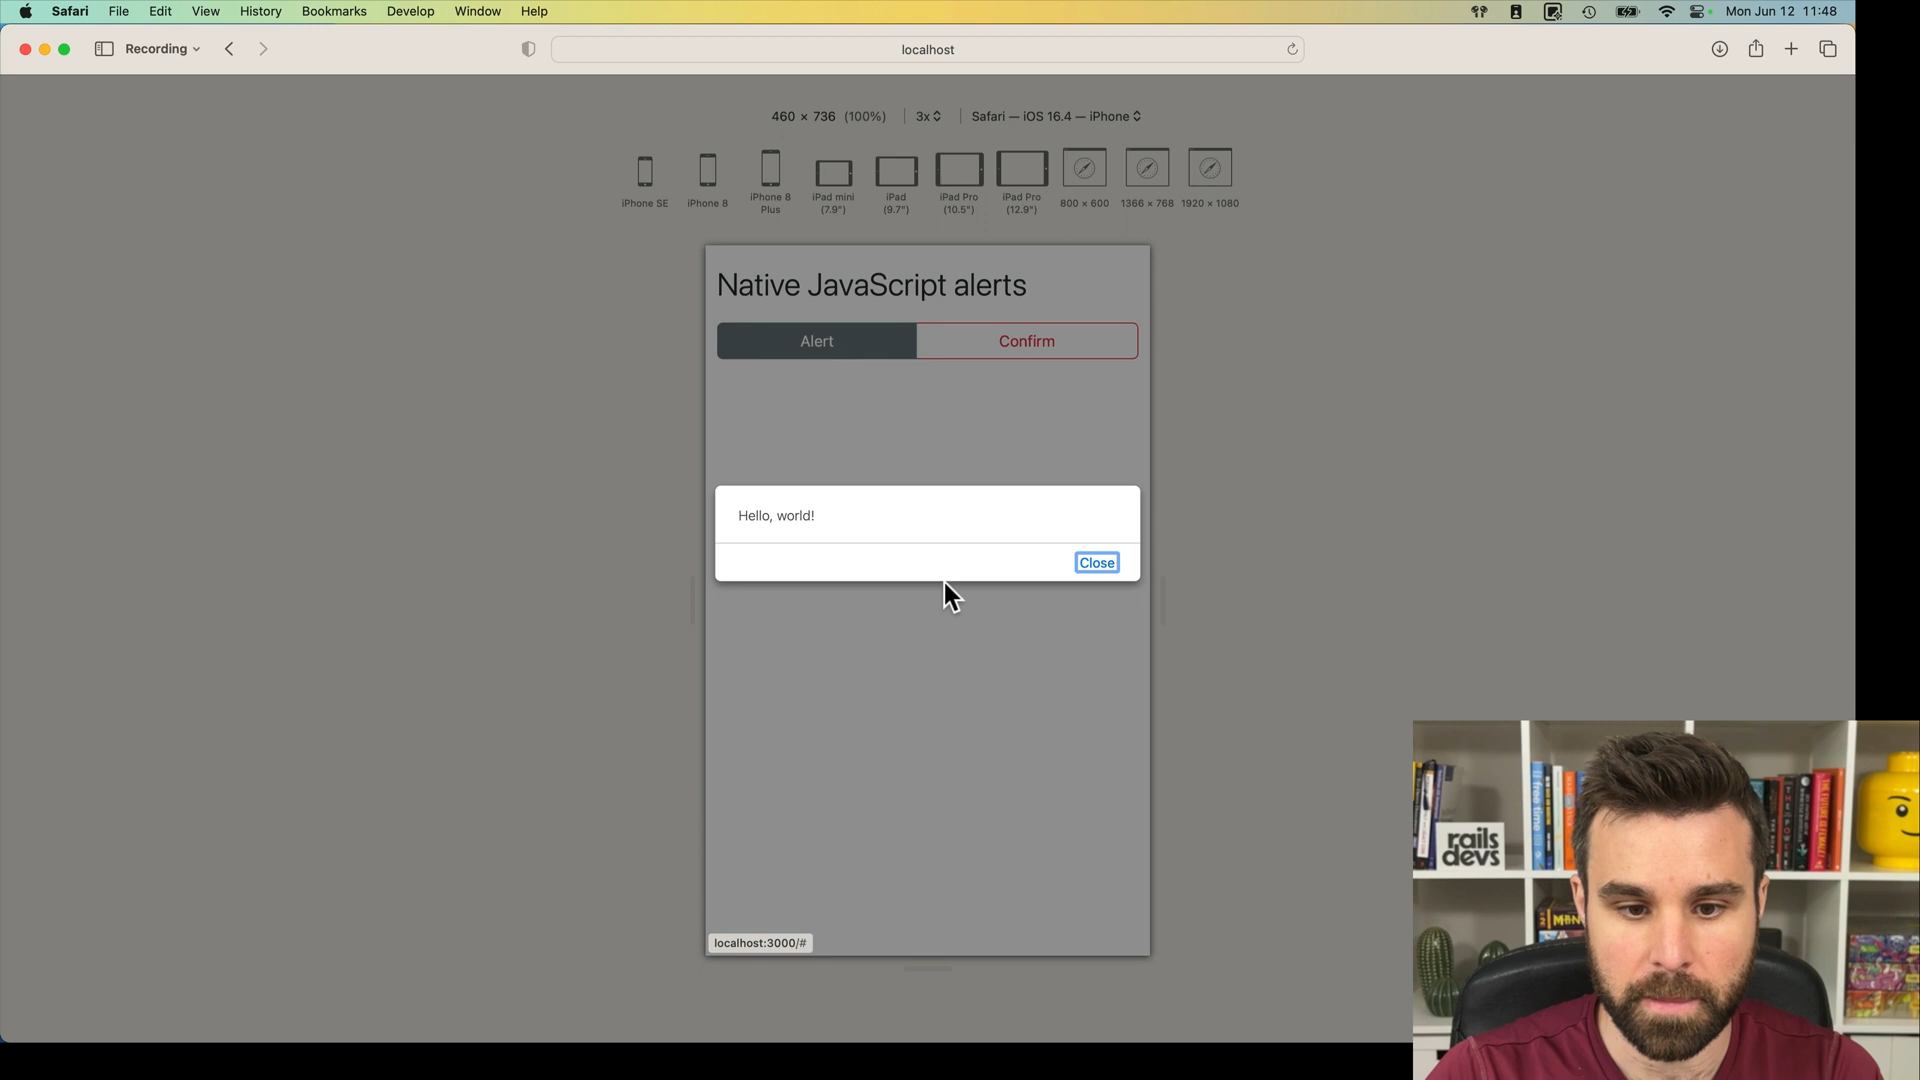 Safari File Edit View History Bookmarks Develop Window Help Mon Jun 12 11:48
Recording localhost
460 × 736 (100%) 3x Safari — iOS 16.4 — iPhone
iPhone SE
iPhone 8
iPhone 8
Plus
iPad mini
(7.9")
iPad
(9.7")
iPad Pro
(10.5")
iPad Pro
(12.9")
800 × 600
1366 × 768
1920 × 1080
Native JavaScript alerts
Alert Confirm
Hello, world!
Close
localhost:3000/#
rails
devs
free time